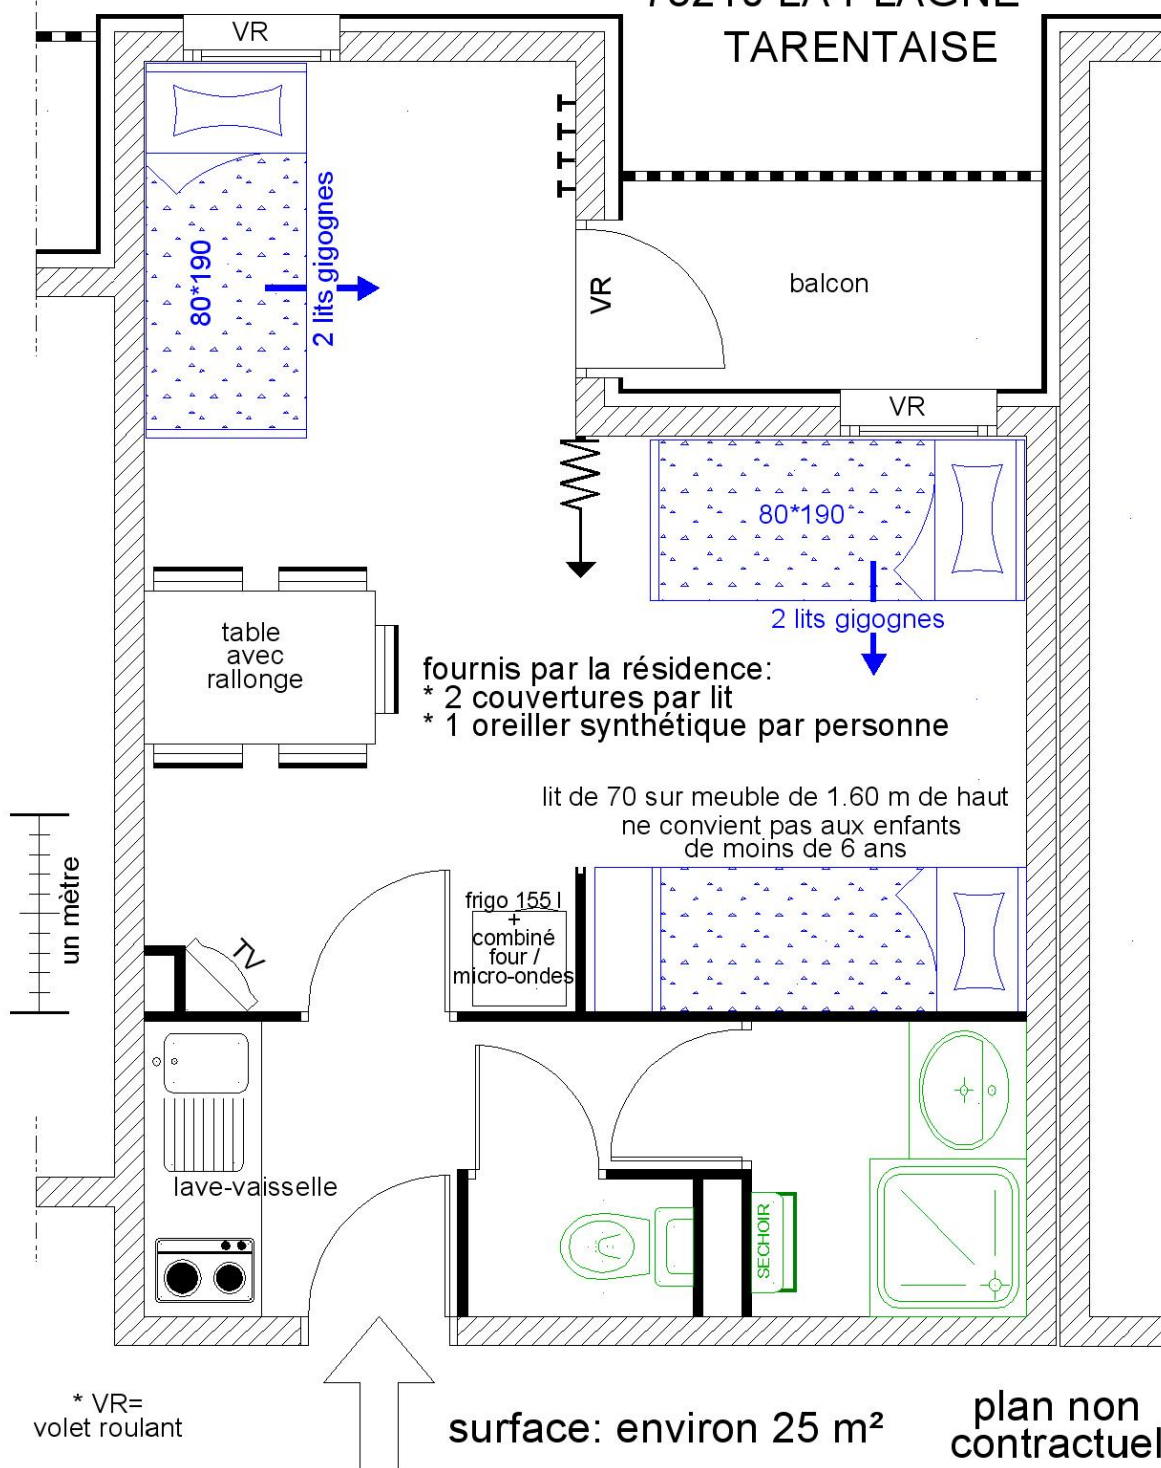 TARENTAISE
VR
80*190
2 lits gigognes
VR
balcon
VR
80*190
2 lits gigognes
table
avec
rallonge
fournis par la résidence:
* 2 couvertures par lit
* 1 oreiller synthétique par personne
lit de 70 sur meuble de 1.60 m de haut
ne convient pas aux enfants
de moins de 6 ans
un mètre
TV
frigo 155 l
+
combiné
four /
micro-ondes
lave-vaisselle
SECHOIR
* VR=
volet roulant
surface: environ 25 m²
plan non
contractuel